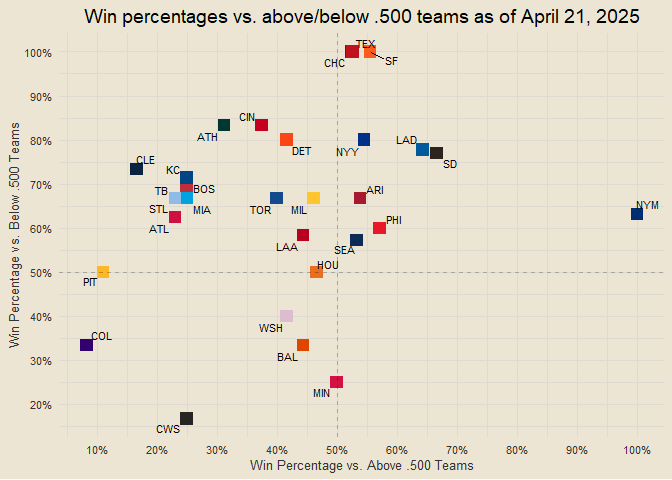 Win percentages vs. above/below .500 teams as of April 21, 2025
Win Percentage vs. Below .500 Teams
100%
90%
80%
70%
60%
50%
40%
30%
20%
TEX
CHC
SF
CIN
ATH
DET
NYY
LAD
SD
CLE
KC
TB
BOS
STL
MIA
ATL
TOR
MIL
ARI
NYM
PHI
LAA
SEA
HOU
PIT
WSH
COL
BAL
MIN
CWS
10%
20%
30%
40%
50%
60%
70%
80%
90%
100%
Win Percentage vs. Above .500 Teams